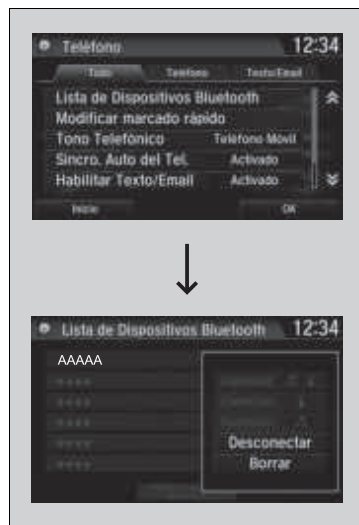 Teléfono 12:34
Todo Teléfono Texto/Email
Lista de Dispositivos Bluetooth
Modificar marcado rápido
Tono Telefónico Teléfono Móvil
Sincro. Auto del Tel. Activado
Habilitar Texto/Email Activado
Inicio OK
Lista de Dispositivos Bluetooth 12:34
AAAAA
Desconectar
Borrar